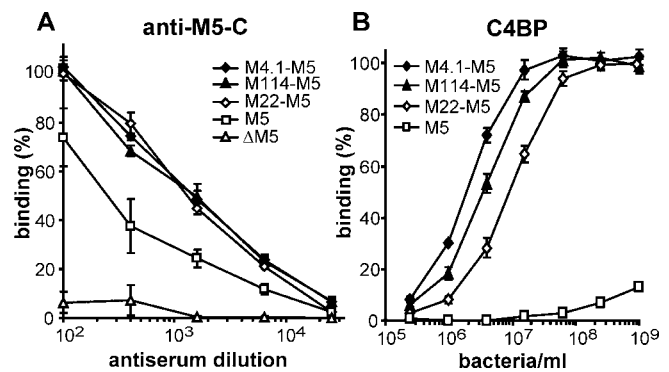 A
anti-M5-C
binding (%)
100
80
60
40
20
0
M4.1-M5
M114-M5
M22-M5
M5
ΔM5
10²
10³
10⁴
antiserum dilution
B
C4BP
binding (%)
100
80
60
40
20
0
M4.1-M5
M114-M5
M22-M5
M5
10⁵
10⁶
10⁷
10⁸
10⁹
bacteria/ml